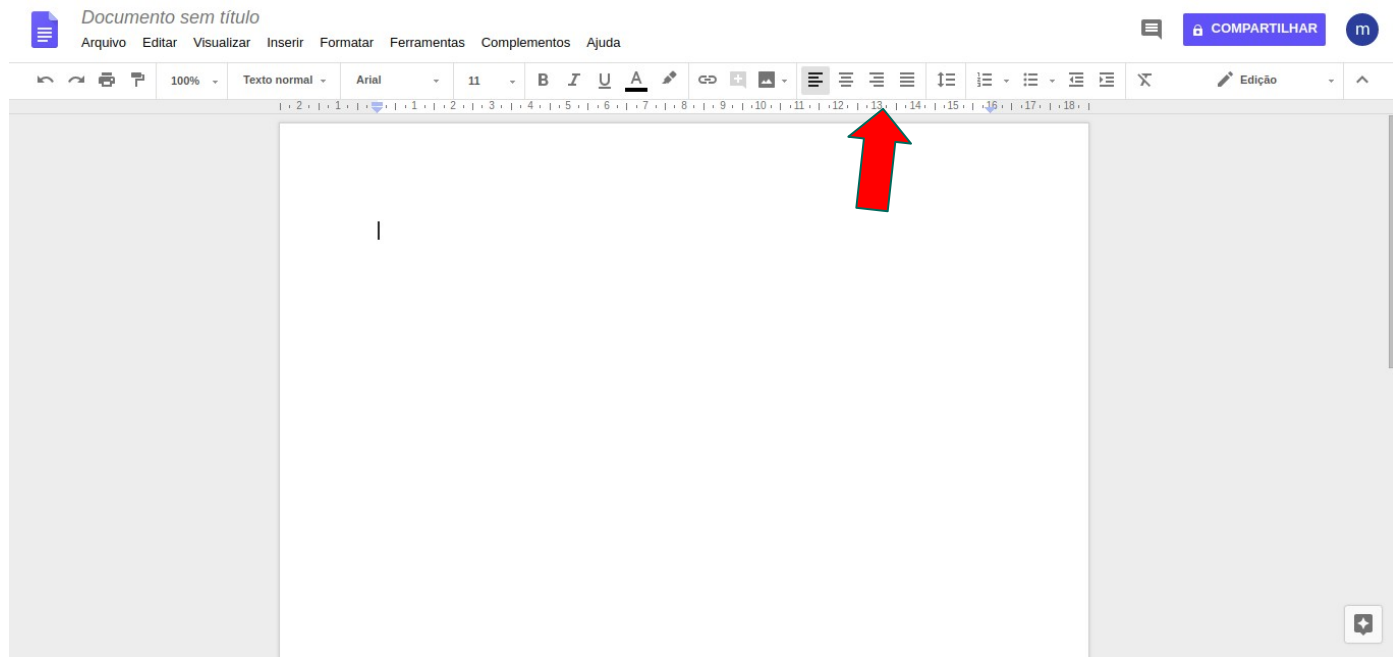 Documento sem título
Arquivo Editar Visualizar Inserir Formatar Ferramentas Complementos Ajuda
COMPARTILHAR m
100% Texto normal Arial 11 B I U A Edição
2 1 1 2 3 4 5 6 7 8 9 10 11 12 13 14 15 16 17 18